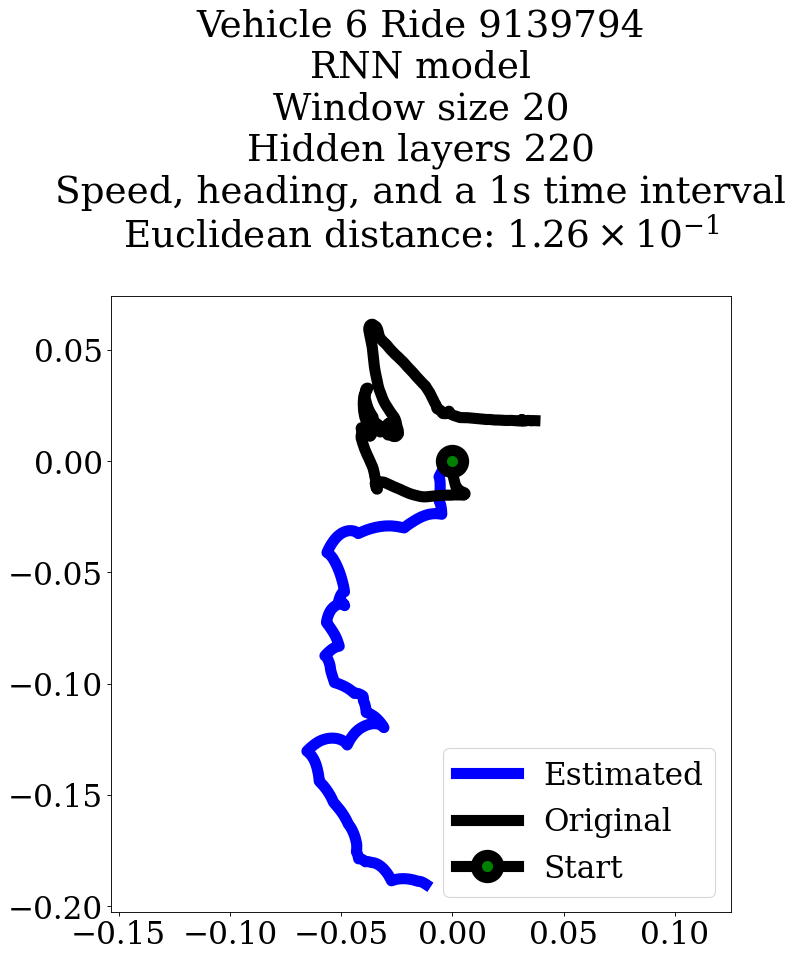 Vehicle 6 Ride 9139794
RNN model
Window size 20
Hidden layers 220
Speed, heading, and a 1s time interval
Euclidean distance: 1.26 × 10⁻¹
0.05
0.00
−0.05
−0.10
−0.15
−0.20
−0.15 −0.10 −0.05 0.00 0.05 0.10
Estimated
Original
Start